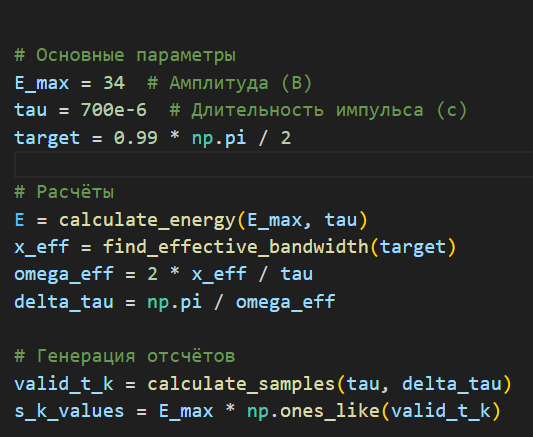 # Основные параметры
E_max = 34  # Амплитуда (В)
tau = 700e-6  # Длительность импульса (с)
target = 0.99 * np.pi / 2
# Расчёты
E = calculate_energy(E_max, tau)
x_eff = find_effective_bandwidth(target)
omega_eff = 2 * x_eff / tau
delta_tau = np.pi / omega_eff
# Генерация отсчётов
valid_t_k = calculate_samples(tau, delta_tau)
s_k_values = E_max * np.ones_like(valid_t_k)